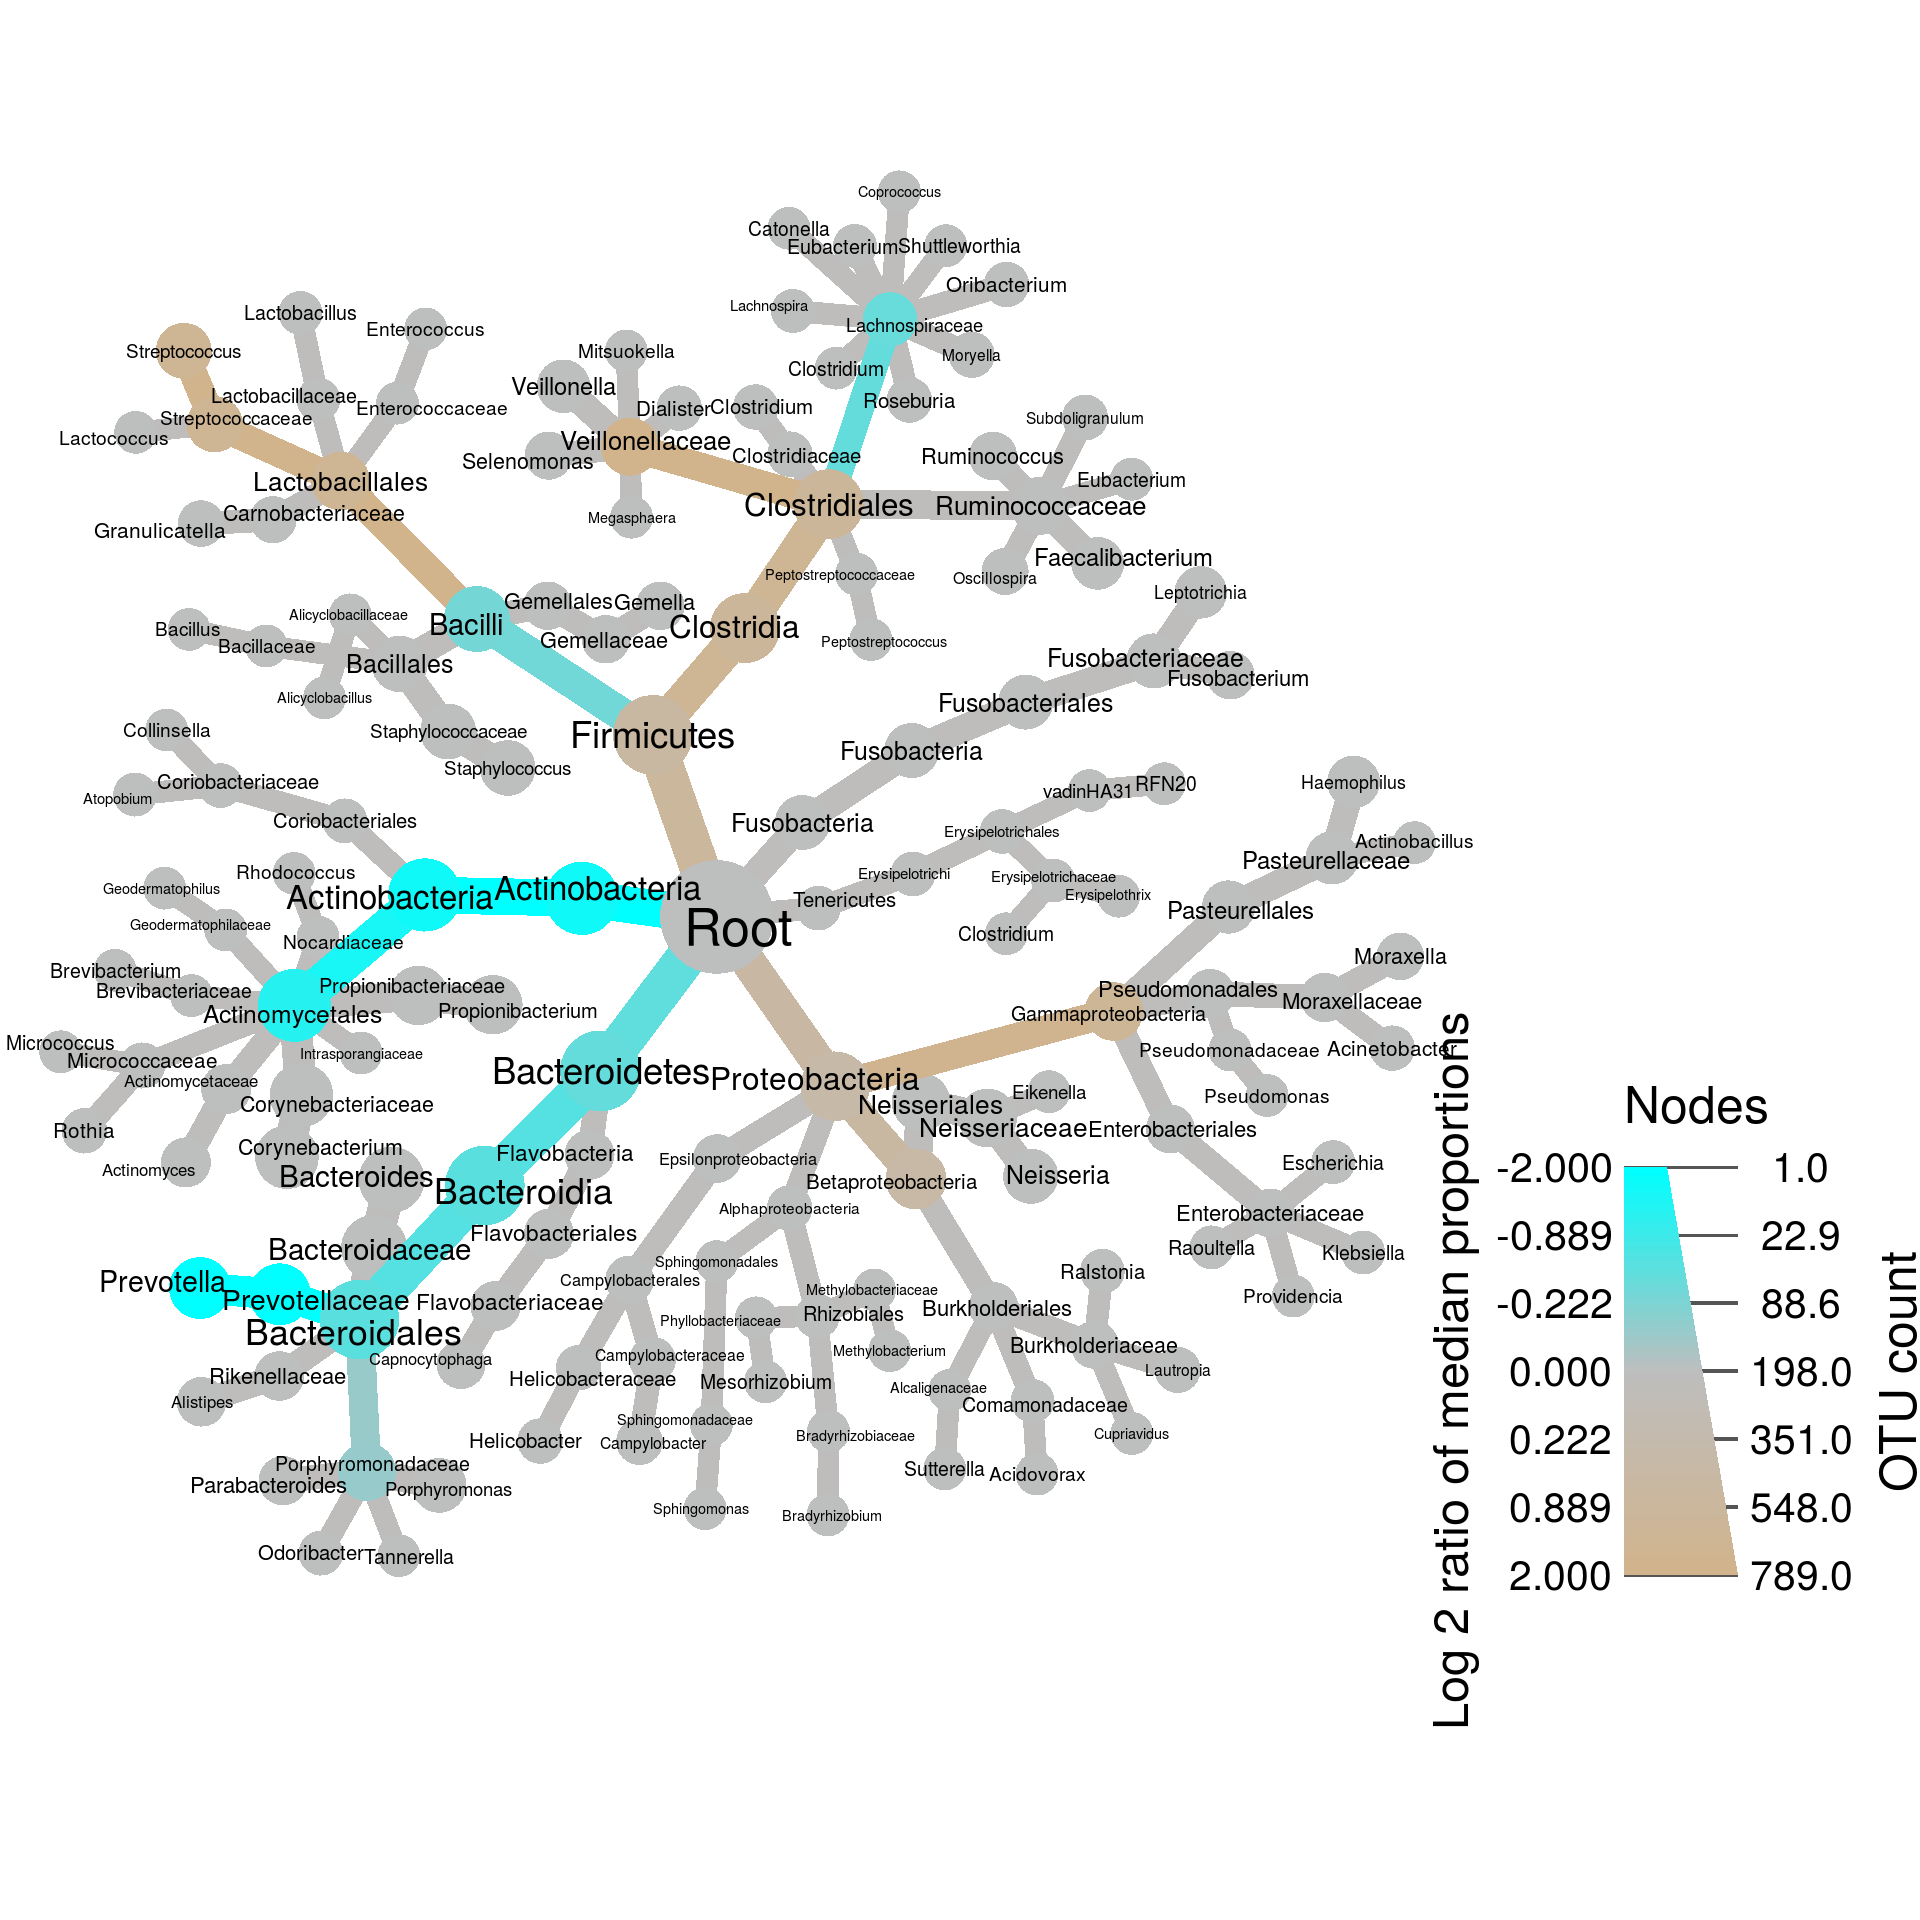 Coprococcus
Catonella
Eubacterium
Shuttleworthia
Oribacterium
Lachnospira
Lachnospiraceae
Moryella
Clostridium
Roseburia
Lactobacillus
Enterococcus
Streptococcus
Lactobacillaceae
Enterococcaceae
Streptococcaceae
Lactococcus
Mitsuokella
Veillonella
Dialister
Clostridium
Veillonellaceae
Selenomonas
Clostridiaceae
Megasphaera
Subdoligranulum
Ruminococcus
Eubacterium
Lactobacillales
Carnobacteriaceae
Granulicatella
Clostridiales
Ruminococcaceae
Faecalibacterium
Oscillospira
Peptostreptococcaceae
Leptotrichia
Alicyclobacillaceae
Bacillus
Bacillaceae
Bacilli
Gemellales
Gemella
Gemellaceae
Clostridia
Peptostreptococcus
Bacillales
Fusobacteriaceae
Fusobacterium
Alicyclobacillus
Fusobacteriales
Staphylococcaceae
Staphylococcus
Firmicutes
Fusobacteria
Collinsella
Coriobacteriaceae
Atopobium
Coriobacteriales
Fusobacteria
vadinHA31
RFN20
Haemophilus
Erysipelotrichales
Actinobacillus
Pasteurellaceae
Rhodococcus
Geodermatophilus
Actinobacteria
Actinobacteria
Erysipelotrichi
Erysipelotrichaceae
Erysipelothrix
Tenericutes
Root
Pasteurellales
Geodermatophilaceae
Nocardiaceae
Clostridium
Moraxella
Brevibacterium
Brevibacteriaceae
Propionibacteriaceae
Propionibacterium
Actinomycetales
Pseudomonadales
Gammaproteobacteria
Moraxellaceae
Micrococcus
Micrococcaceae
Intrasporangiaceae
Pseudomonadaceae
Acinetobacter
Actinomycetaceae
Corynebacteriaceae
Bacteroidetes
Proteobacteria
Neisseriales
Eikenella
Pseudomonas
Rothia
Neisseriaceae
Enterobacteriales
Corynebacterium
Actinomyces
Bacteroides
Flavobacteria
Bacteroidia
Epsilonproteobacteria
Betaproteobacteria
Neisseria
Escherichia
Alphaproteobacteria
Enterobacteriaceae
Flavobacteriales
Bacteroidaceae
Raoultella
Klebsiella
Sphingomonadales
Campylobacterales
Ralstonia
Prevotella
Prevotellaceae
Flavobacteriaceae
Methylobacteriaceae
Rhizobiales
Burkholderiales
Providencia
Phyllobacteriaceae
Bacteroidales
Capnocytophaga
Campylobacteraceae
Methylobacterium
Burkholderiaceae
Rikenellaceae
Alistipes
Helicobacteraceae
Mesorhizobium
Alcaligenaceae
Lautropia
Comamonadaceae
Sphingomonadaceae
Helicobacter
Campylobacter
Bradyrhizobiaceae
Cupriavidus
Porphyromonadaceae
Parabacteroides
Porphyromonas
Sutterella
Acidovorax
Sphingomonas
Bradyrhizobium
Odoribacter
Tannerella
Nodes
Log 2 ratio of median proportions
OTU count
-2.000 1.0
-0.889 22.9
-0.222 88.6
0.000 198.0
0.222 351.0
0.889 548.0
2.000 789.0